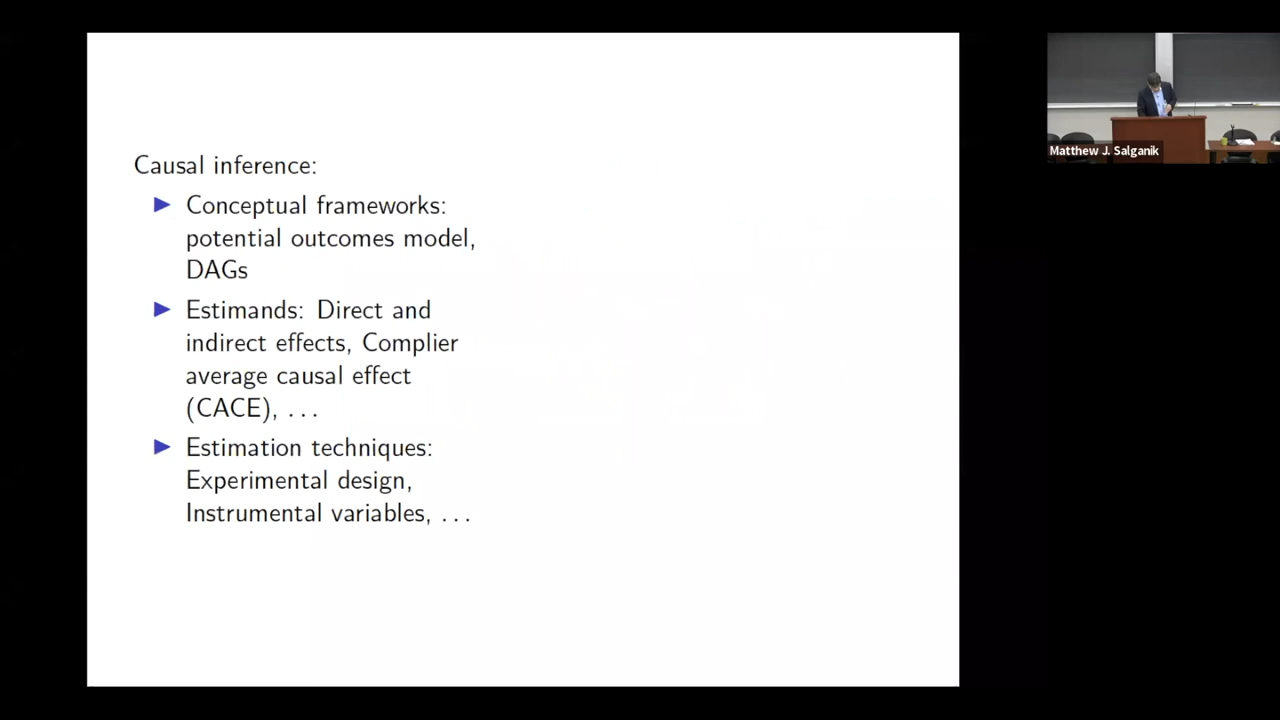 Causal inference:
▶ Conceptual frameworks:
potential outcomes model,
DAGs
▶ Estimands: Direct and
indirect effects, Complier
average causal effect
(CACE), ...
▶ Estimation techniques:
Experimental design,
Instrumental variables, ...
Matthew J. Salganik